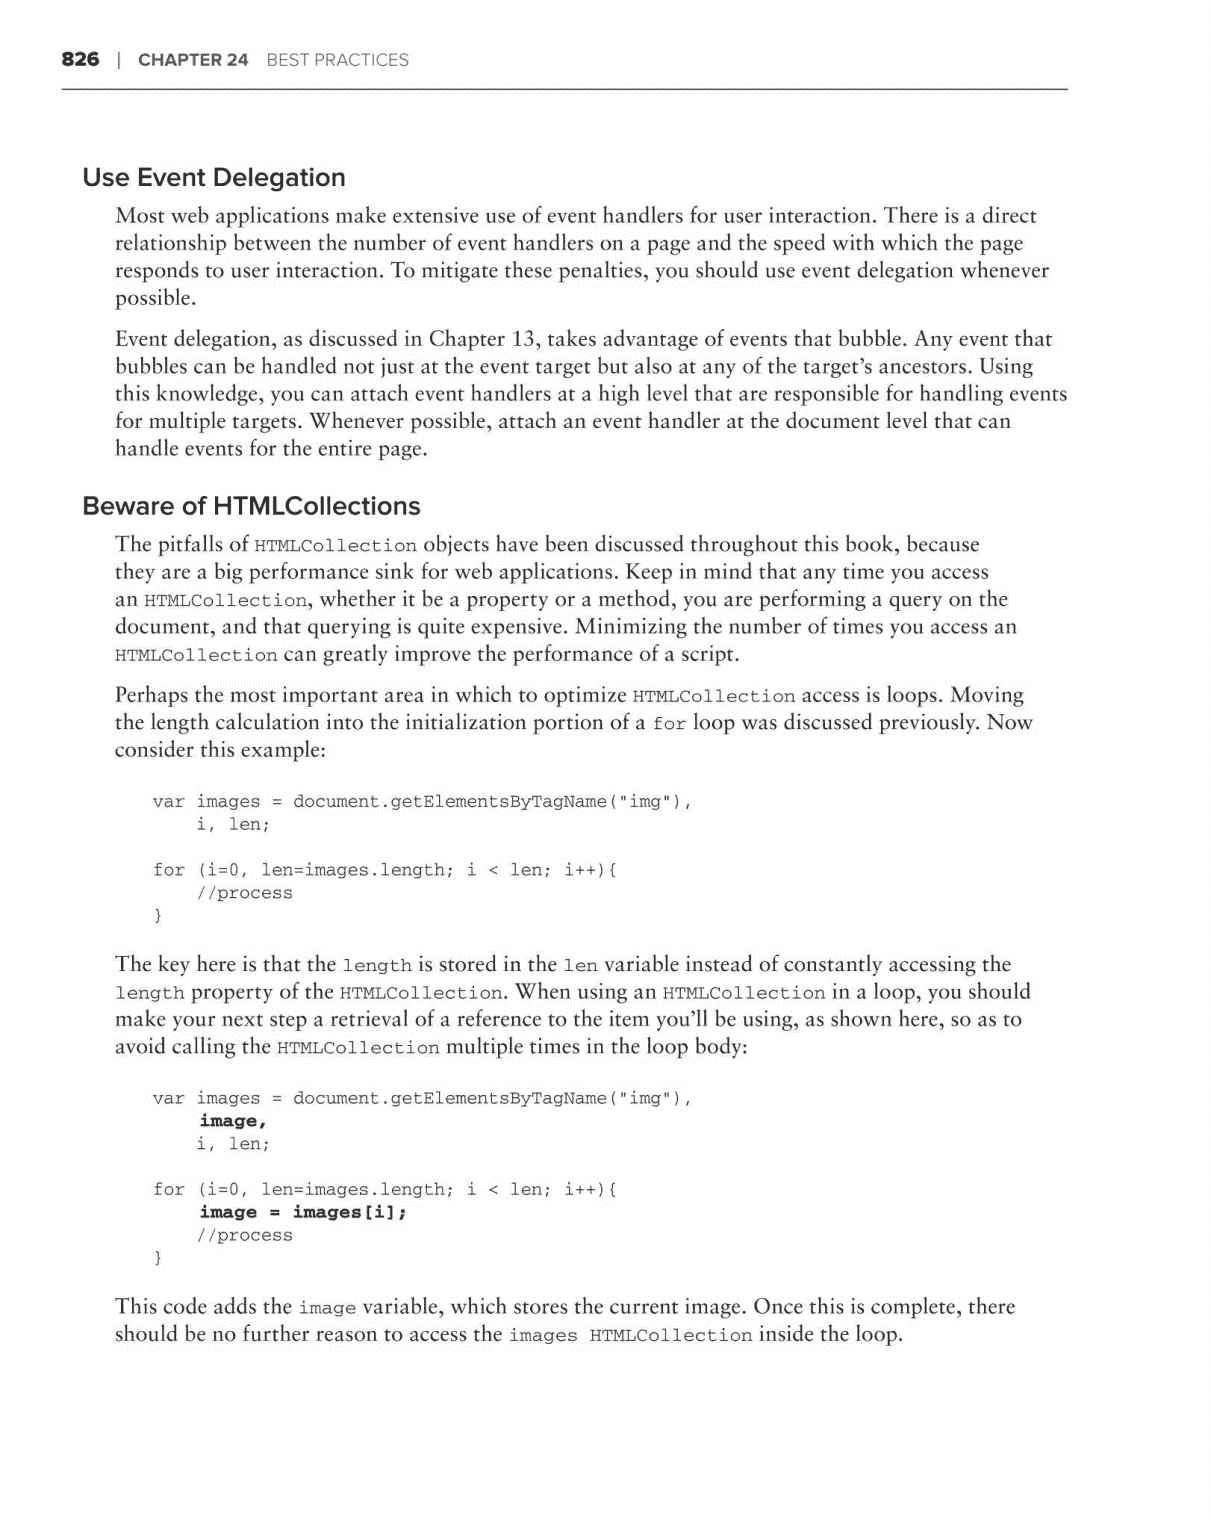 826 | CHAPTER 24 BEST PRACTICES
Use Event Delegation
Most web applications make extensive use of event handlers for user interaction. There is a direct
relationship between the number of event handlers on a page and the speed with which the page
responds to user interaction. To mitigate these penalties, you should use event delegation whenever
possible.
Event delegation, as discussed in Chapter 13, takes advantage of events that bubble. Any event that
bubbles can be handled not just at the event target but also at any of the target’s ancestors. Using
this knowledge, you can attach event handlers at a high level that are responsible for handling events
for multiple targets. Whenever possible, attach an event handler at the document level that can
handle events for the entire page.
Beware of HTMLCollections
The pitfalls of HTMLCollection objects have been discussed throughout this book, because
they are a big performance sink for web applications. Keep in mind that any time you access
an HTMLCollection, whether it be a property or a method, you are performing a query on the
document, and that querying is quite expensive. Minimizing the number of times you access an
HTMLCollection can greatly improve the performance of a script.
Perhaps the most important area in which to optimize HTMLCollection access is loops. Moving
the length calculation into the initialization portion of a for loop was discussed previously. Now
consider this example:
var images = document.getElementsByTagName("img"),
    i, len;
for (i=0, len=images.length; i < len; i++){
    //process
}
The key here is that the length is stored in the len variable instead of constantly accessing the
length property of the HTMLCollection. When using an HTMLCollection in a loop, you should
make your next step a retrieval of a reference to the item you’ll be using, as shown here, so as to
avoid calling the HTMLCollection multiple times in the loop body:
var images = document.getElementsByTagName("img"),
    image,
    i, len;
for (i=0, len=images.length; i < len; i++){
    image = images[i];
    //process
}
This code adds the image variable, which stores the current image. Once this is complete, there
should be no further reason to access the images HTMLCollection inside the loop.